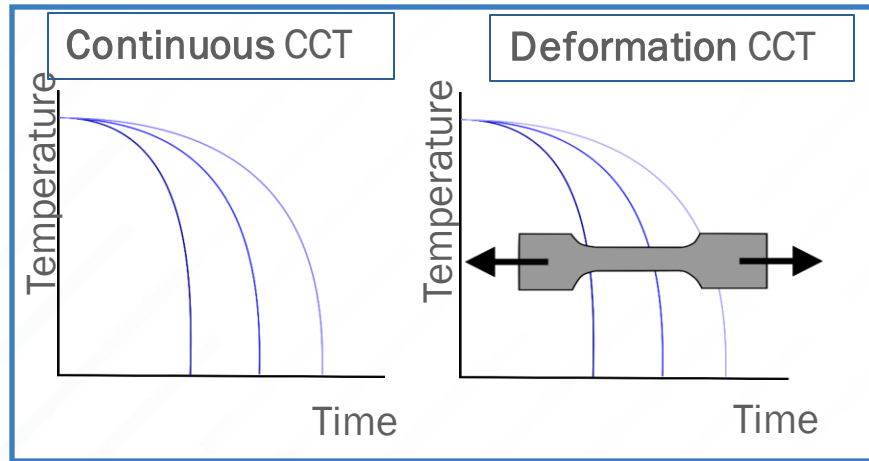 Continuous CCT
Temperature
Time
Deformation CCT
Temperature
Time